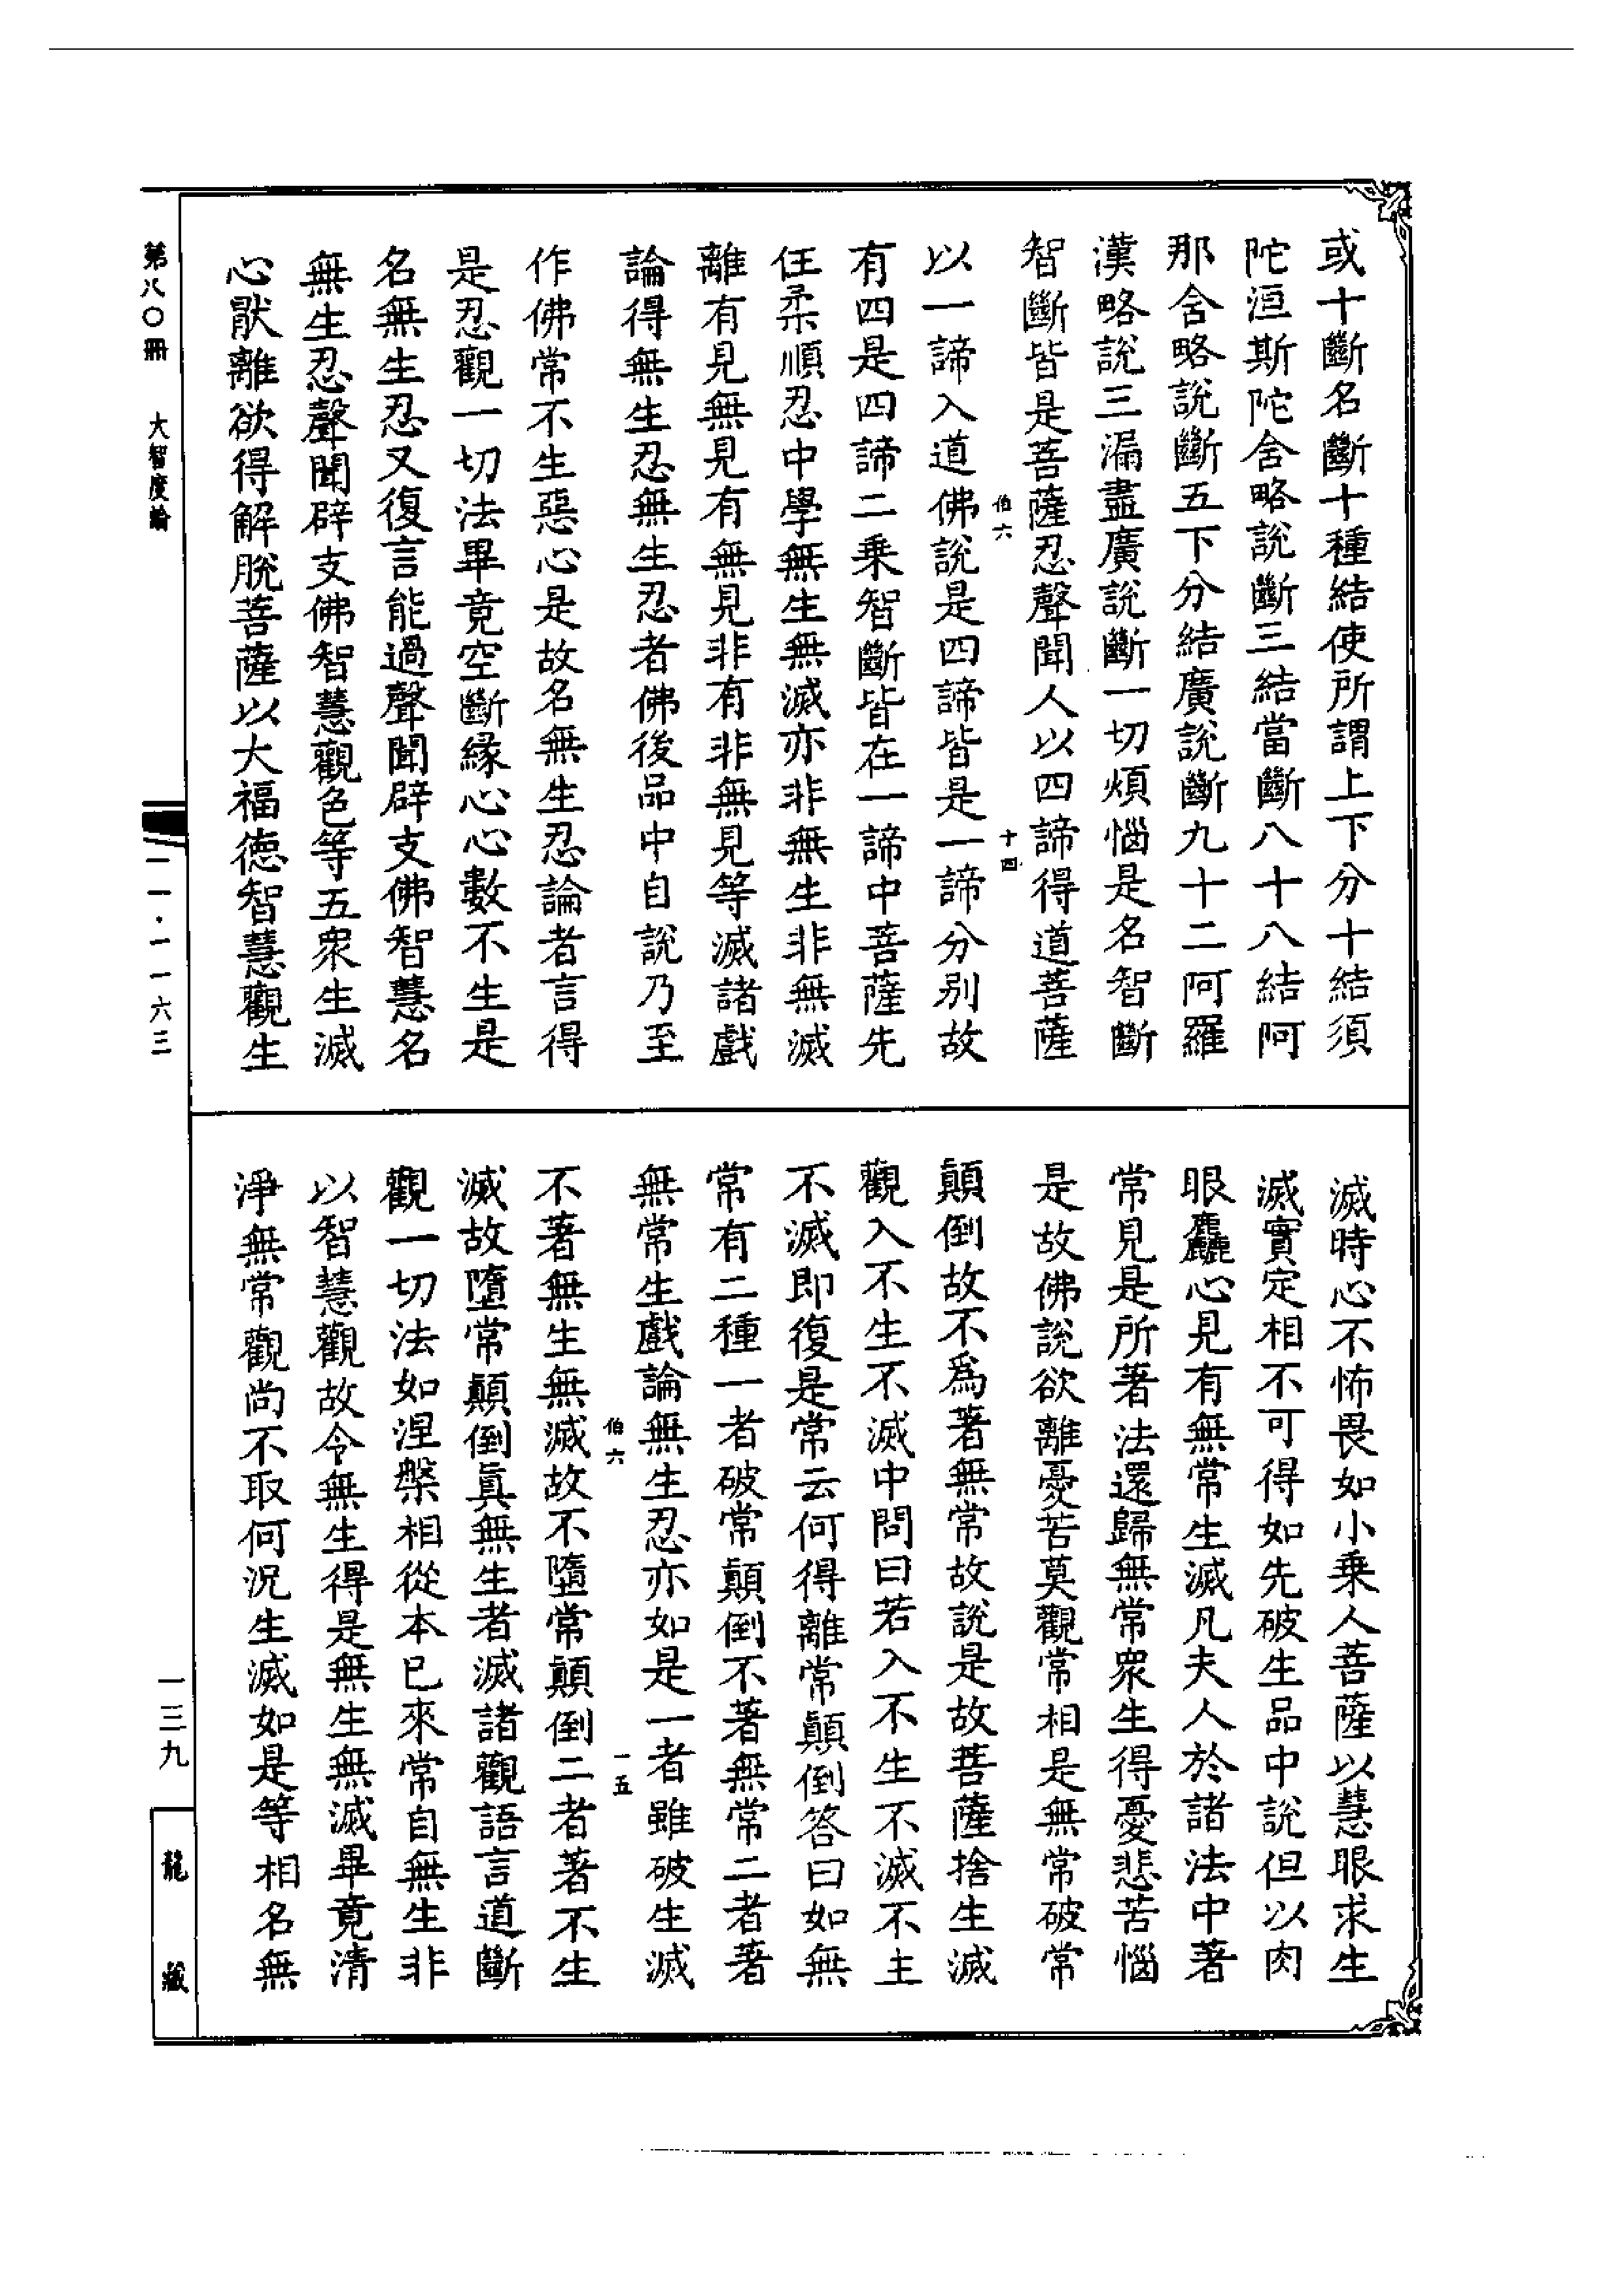 或十斷名斷十種結使所謂上下分十結須
陀洹斯陀舍略說斷三結當斷八十八結阿
那舍略說斷五下分結廣說斷九十二阿羅
漢略說三漏盡廣說斷一切煩惱是名智斷
智斷皆是菩薩忍聲聞人以四諦得道菩薩
伯六 十四
以一諦入道佛說是四諦皆是一諦分別故
有四是四諦二乘智斷皆在一諦中菩薩先
任柔順忍中學無生無滅亦非無生非無滅
離有見無見有無見非有非無見等滅諸戲
論得無生忍無生忍者佛後品中自說乃至
作佛常不生惡心是故名無生忍論者言得
是忍觀一切法畢竟空斷緣心心數不生是
名無生忍又復言能過聲聞辟支佛智慧名
無生忍聲聞辟支佛智慧觀色等五眾生滅
心猒離欲得解脫菩薩以大福德智慧觀生
滅時心不怖畏如小乘人菩薩以慧眼求生
滅實定相不可得如先破生品中說但以肉
眼麤心見有無常生滅凡夫人於諸法中著
常見是所著法還歸無常眾生得憂悲苦惱
是故佛說欲離憂苦莫觀常相是無常破常
顛倒故不為著無常故說是故菩薩捨生滅
觀入不生不滅中問曰若入不生不滅不主
不滅即復是常云何得離常顛倒答曰如無
常有二種一者破常顛倒不著無常二者著
無常生戲論無生忍亦如是一者雖破生滅
伯六 一五
不著無生無滅故不墮常顛倒二者著不生
滅故墮常顛倒真無生者滅諸觀語言道斷
觀一切法如涅槃相從本已來常自無生非
以智慧觀故令無生得是無生無滅畢竟清
淨無常觀尚不取何況生滅如是等相名無
第八〇冊 大智度論
一一·一一六三
一三九
龍藏